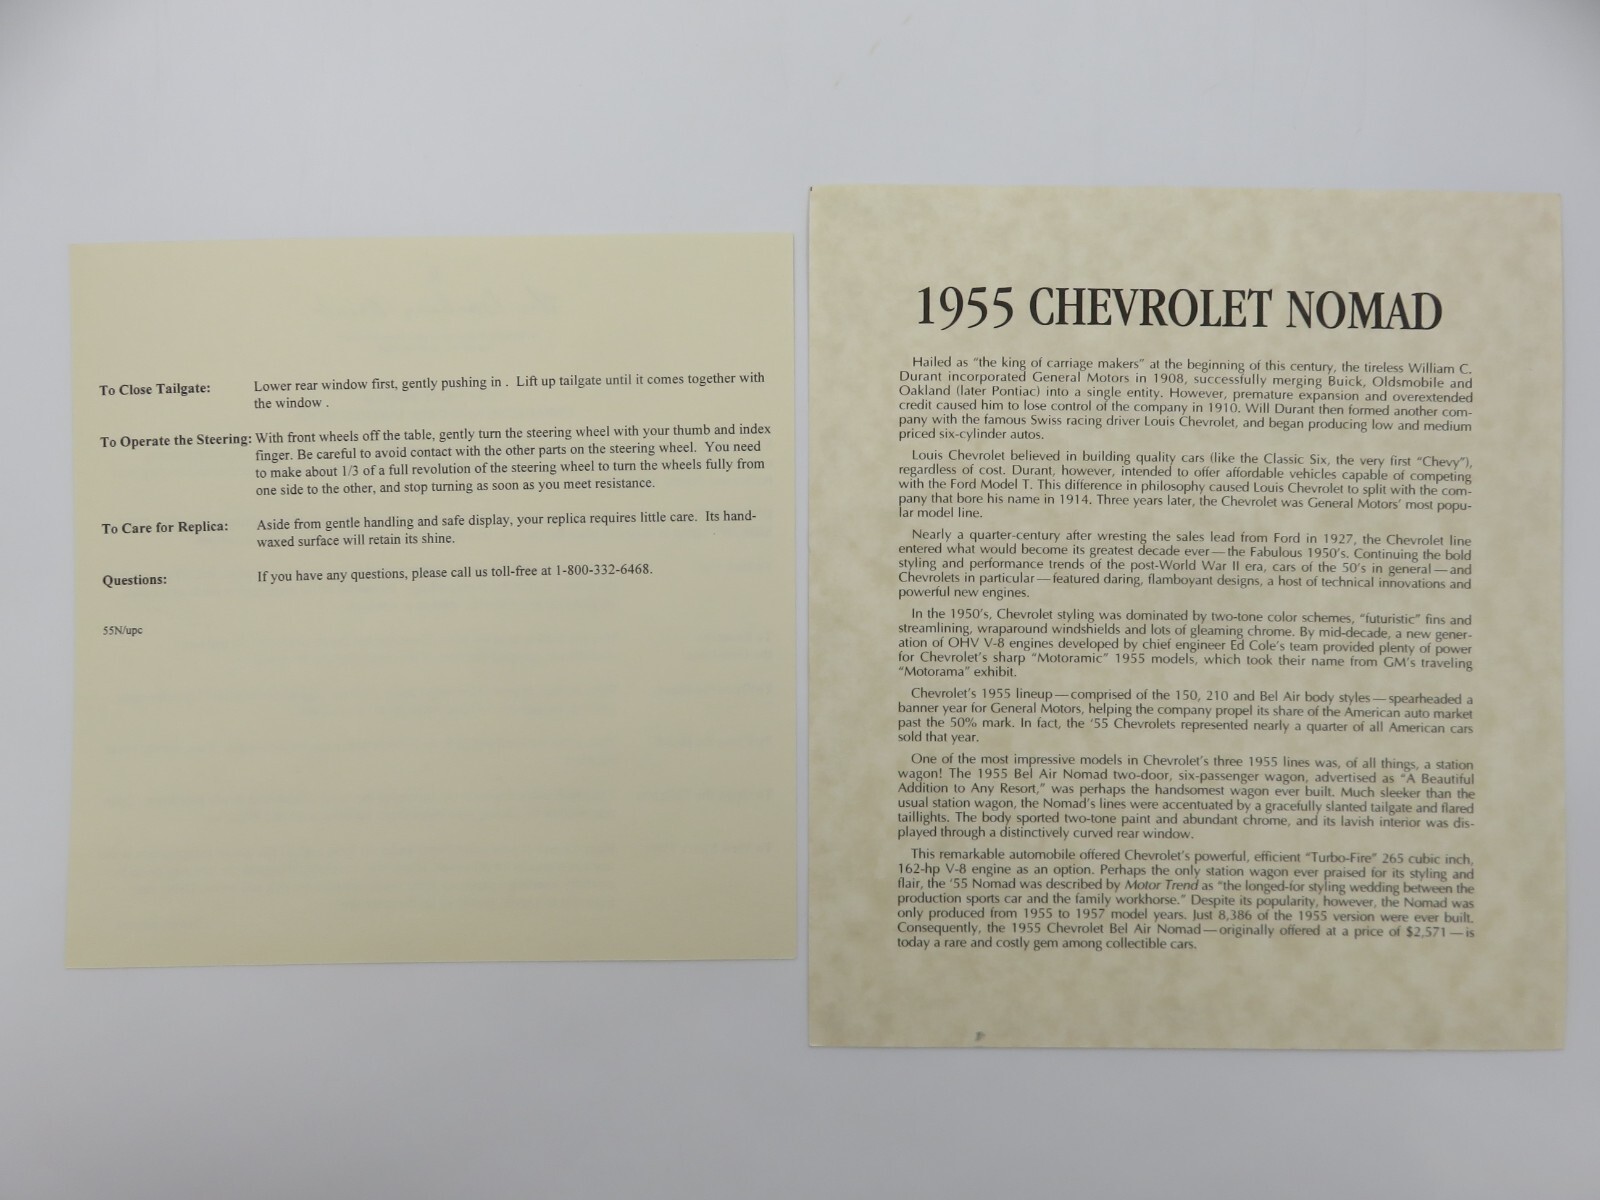 To Close Tailgate: Lower rear window first, gently pushing in . Lift up tailgate until it comes together with
the window .
To Operate the Steering: With front wheels off the table, gently turn the steering wheel with your thumb and index
finger. Be careful to avoid contact with the other parts on the steering wheel. You need
to make about 1/3 of a full revolution of the steering wheel to turn the wheels fully from
one side to the other, and stop turning as soon as you meet resistance.
To Care for Replica: Aside from gentle handling and safe display, your replica requires little care. Its hand-
waxed surface will retain its shine.
Questions: If you have any questions, please call us toll-free at 1-800-332-6468.
55N/upc
1955 CHEVROLET NOMAD
Hailed as “the king of carriage makers” at the beginning of this century, the tireless William C.
Durant incorporated General Motors in 1908, successfully merging Buick, Oldsmobile and
Oakland (later Pontiac) into a single entity. However, premature expansion and overextended
credit caused him to lose control of the company in 1910. Will Durant then formed another com-
pany with the famous Swiss racing driver Louis Chevrolet, and began producing low and medium
priced six-cylinder autos.
Louis Chevrolet believed in building quality cars (like the Classic Six, the very first “Chevy”),
regardless of cost. Durant, however, intended to offer affordable vehicles capable of competing
with the Ford Model T. This difference in philosophy caused Louis Chevrolet to split with the com-
pany that bore his name in 1914. Three years later, the Chevrolet was General Motors’ most popu-
lar model line.
Nearly a quarter-century after wresting the sales lead from Ford in 1927, the Chevrolet line
entered what would become its greatest decade ever—the Fabulous 1950’s. Continuing the bold
styling and performance trends of the post-World War II era, cars of the 50’s in general—and
Chevrolets in particular—featured daring, flamboyant designs, a host of technical innovations and
powerful new engines.
In the 1950’s, Chevrolet styling was dominated by two-tone color schemes, “futuristic” fins and
streamlining, wraparound windshields and lots of gleaming chrome. By mid-decade, a new gener-
ation of OHV V-8 engines developed by chief engineer Ed Cole’s team provided plenty of power
for Chevrolet’s sharp “Motoramic” 1955 models, which took their name from GM’s traveling
“Motorama” exhibit.
Chevrolet’s 1955 lineup—comprised of the 150, 210 and Bel Air body styles—spearheaded a
banner year for General Motors, helping the company propel its share of the American auto market
past the 50% mark. In fact, the ’55 Chevrolets represented nearly a quarter of all American cars
sold that year.
One of the most impressive models in Chevrolet’s three 1955 lines was, of all things, a station
wagon! The 1955 Bel Air Nomad two-door, six-passenger wagon, advertised as “A Beautiful
Addition to Any Resort,” was perhaps the handsomest wagon ever built. Much sleeker than the
usual station wagon, the Nomad’s lines were accentuated by a gracefully slanted tailgate and flared
taillights. The body sported two-tone paint and abundant chrome, and its lavish interior was dis-
played through a distinctively curved rear window.
This remarkable automobile offered Chevrolet’s powerful, efficient “Turbo-Fire” 265 cubic inch,
162-hp V-8 engine as an option. Perhaps the only station wagon ever praised for its styling and
flair, the ’55 Nomad was described by Motor Trend as “the longed-for styling wedding between the
production sports car and the family workhorse.” Despite its popularity, however, the Nomad was
only produced from 1955 to 1957 model years. Just 8,386 of the 1955 version were ever built.
Consequently, the 1955 Chevrolet Bel Air Nomad—originally offered at a price of $2,571—is
today a rare and costly gem among collectible cars.